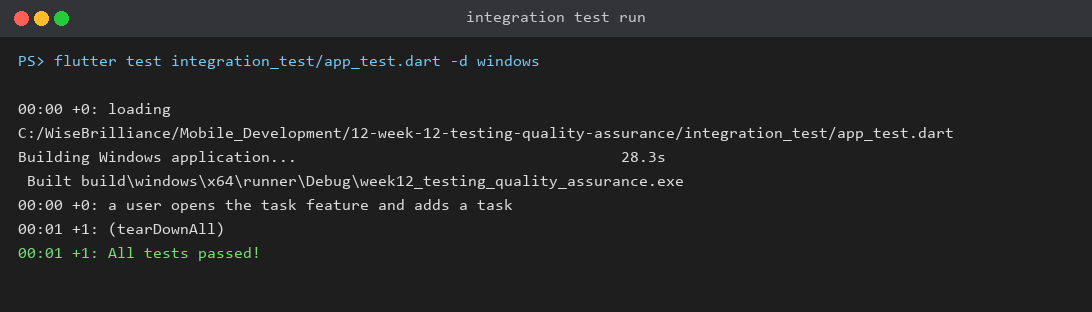 integration test run
PS> flutter test integration_test/app_test.dart -d windows
00:00 +0: loading
C:/WiseBrilliance/Mobile_Development/12-week-12-testing-quality-assurance/integration_test/app_test.dart
Building Windows application... 28.3s
Built build\windows\x64\runner\Debug\week12_testing_quality_assurance.exe
00:00 +0: a user opens the task feature and adds a task
00:01 +1: (tearDownAll)
00:01 +1: All tests passed!